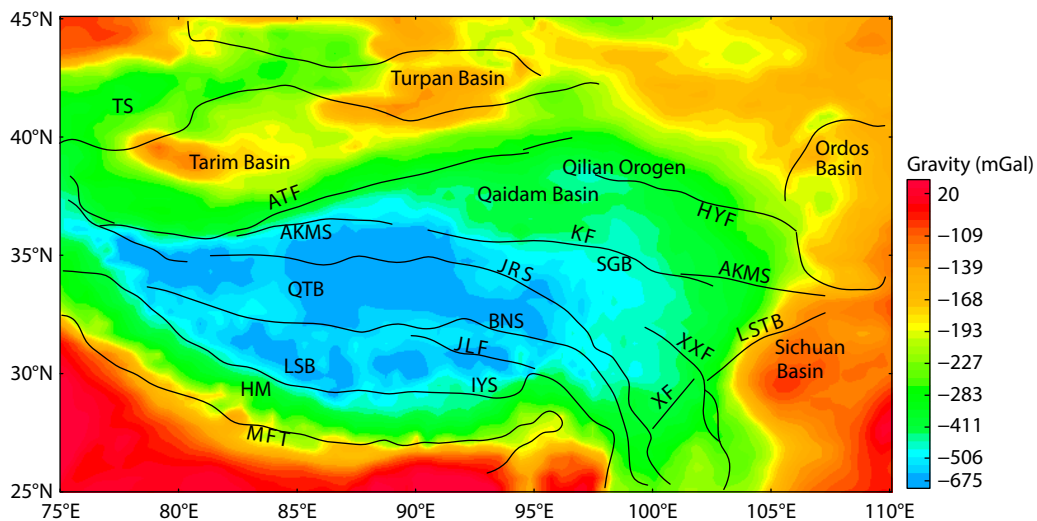 45°N
40°N
35°N
30°N
25°N
75°E
80°E
85°E
90°E
95°E
100°E
105°E
110°E
Turpan Basin
TS
Tarim Basin
Ordos
Basin
Qilian Orogen
Qaidam Basin
ATF
HYF
AKMS
KF
SGB
AKMS
JRS
QTB
BNS
LSTB
XXF
JLF
Sichuan
Basin
LSB
HM
IYS
XF
MFT
Gravity (mGal)
20
−109
−139
−168
−193
−227
−283
−411
−506
−675